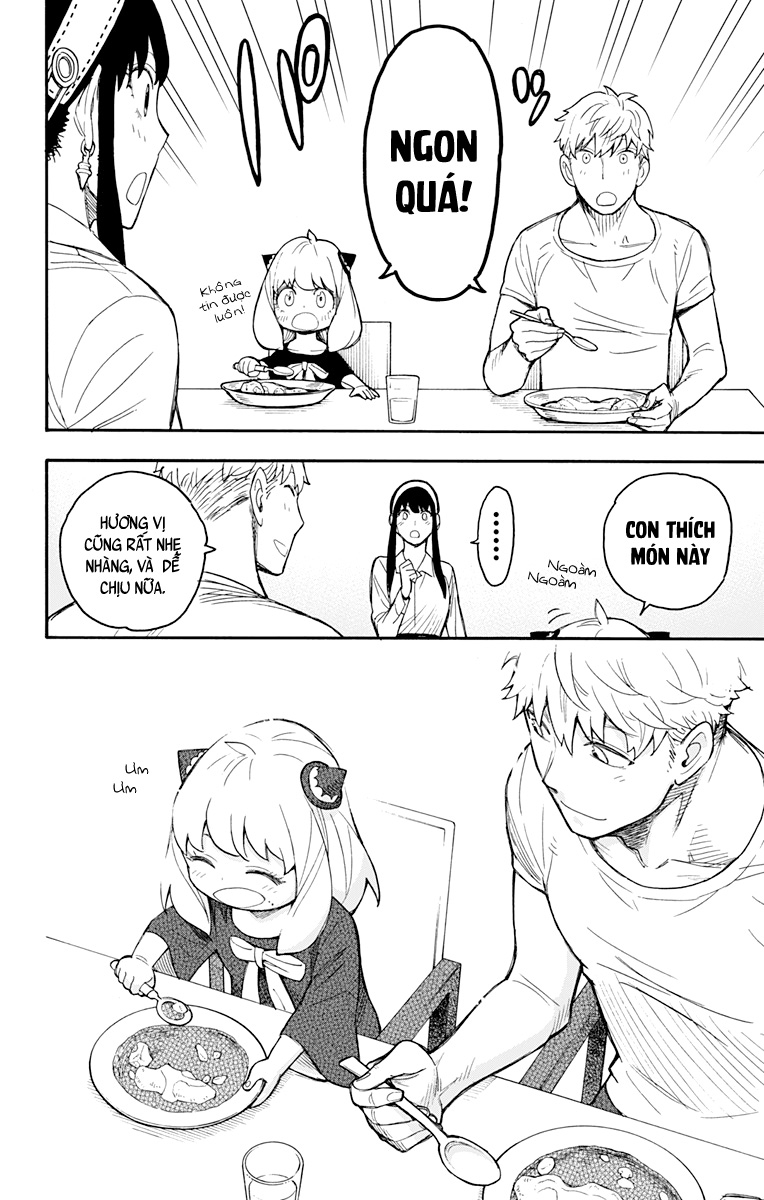 NGON
QUÁ!
Không
tin được
luôn!
CON THÍCH
MÓN NÀY
Ngoàm
Ngoàm
HƯƠNG VỊ
CŨNG RẤT NHẸ
NHÀNG, VÀ DỄ
CHỊU NỮA.
Um
Um